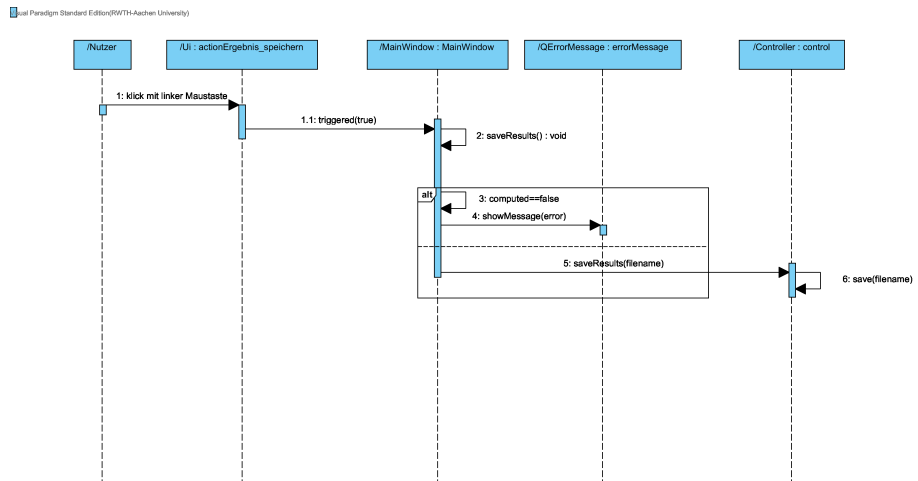 Visual Paradigm Standard Edition(RWTH-Aachen University)
/Nutzer
/Ui : actionErgebnis_speichern
/MainWindow : MainWindow
/QErrorMessage : errorMessage
/Controller : control
1: klick mit linker Maustaste
1.1: triggered(true)
2: saveResults() : void
alt
3: computed==false
4: showMessage(error)
5: saveResults(filename)
6: save(filename)